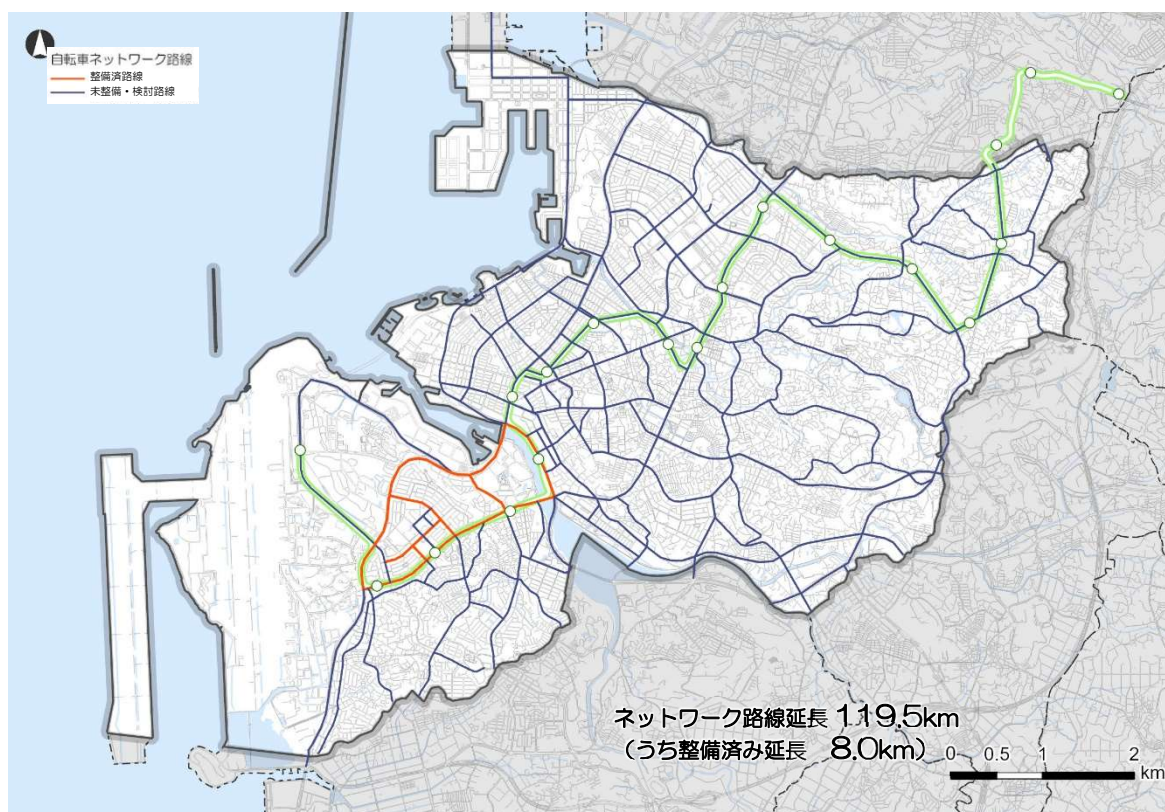 自転車ネットワーク路線
整備済路線
未整備・検討路線
ネットワーク路線延長 119.5km
（うち整備済み延長 8.0km）
0 0.5 1 2
km